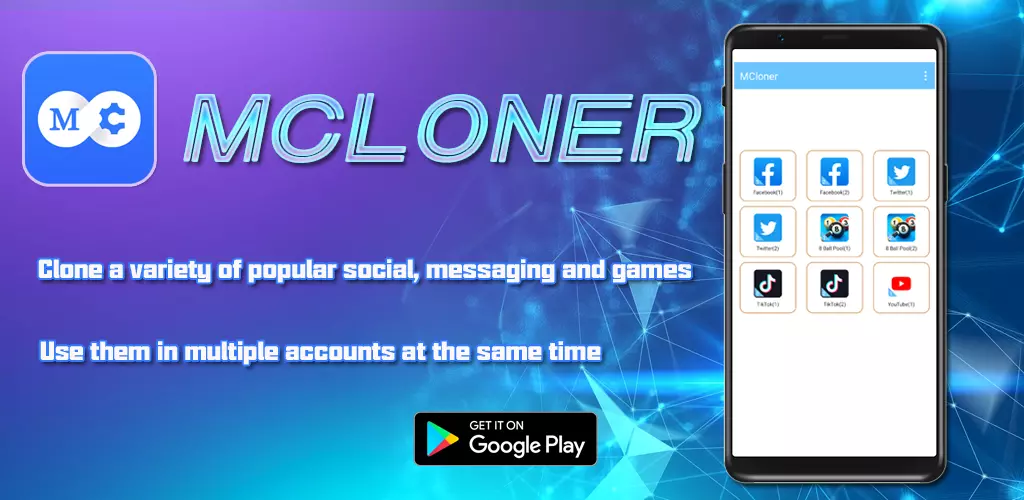 M
MCLONER
Clone a variety of popular social, messaging and games
Use them in multiple accounts at the same time
GET IT ON
Google Play
MCloner
Facebook(1)
Facebook(2)
Twitter(1)
Twitter(2)
8 Ball Pool(1)
8 Ball Pool(2)
TikTok(1)
TikTok(2)
YouTube(1)